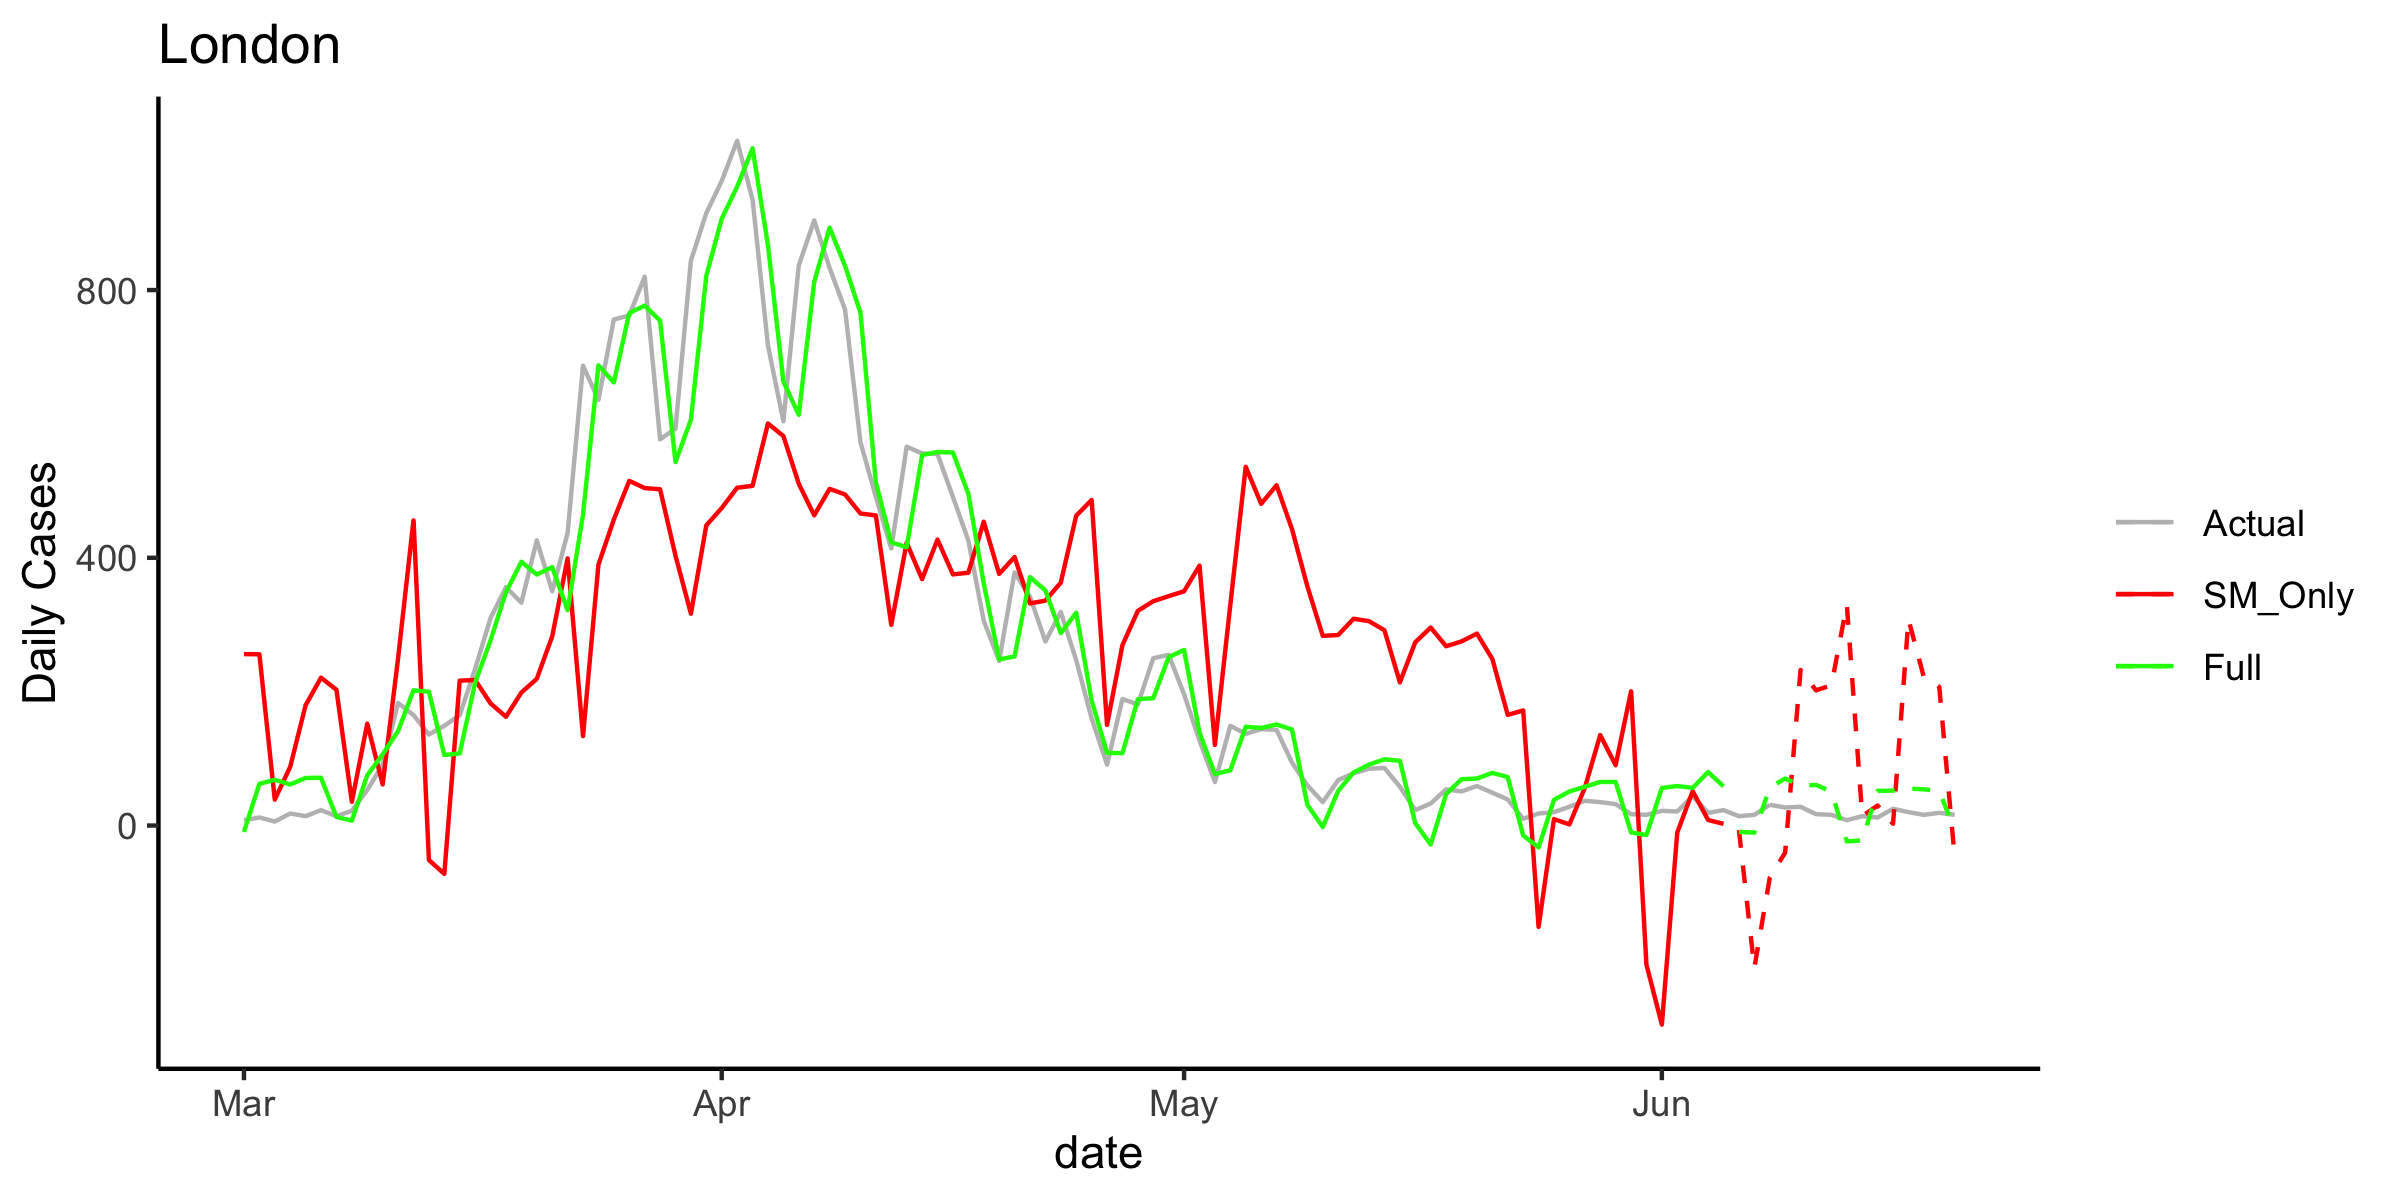 London
Daily Cases
800
400
0
Mar
Apr
May
Jun
date
Actual
SM_Only
Full